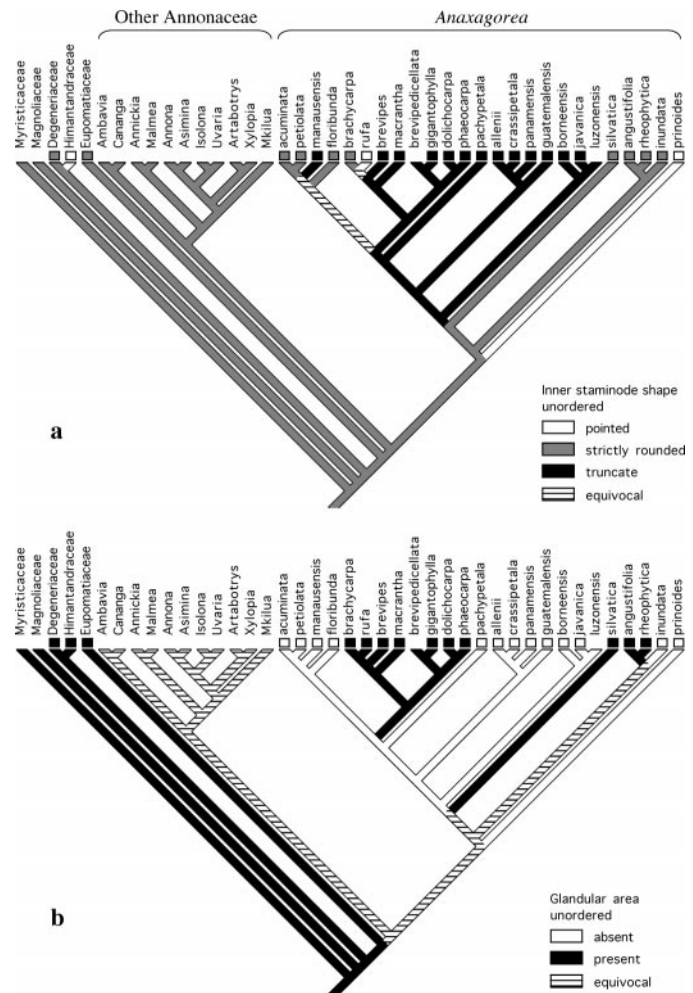 Other Annonaceae
Anaxagorea
Myristicaceae
Magnoliaceae
Degeneriaceae
Himantandraceae
Eupomatiaceae
Ambavia
Cananga
Annickia
Malmea
Annona
Asimina
Isolona
Uvaria
Artabotrys
Xylopia
Mkilua
acuminata
petiolata
manausensis
floribunda
brachycarpa
rufa
brevipes
macrantha
brevipedicellata
gigantophylla
dolichocarpa
phaeocarpa
pachypetala
allenii
crassipetala
panamensis
guatemalensis
borneensis
javanica
luzonensis
silvatica
angustifolia
rheophytica
inundata
prinoides
a
Inner staminode shape
unordered
pointed
strictly rounded
truncate
equivocal
Myristicaceae
Magnoliaceae
Degeneriaceae
Himantandraceae
Eupomatiaceae
Ambavia
Cananga
Annickia
Malmea
Annona
Asimina
Isolona
Uvaria
Artabotrys
Xylopia
Mkilua
acuminata
petiolata
manausensis
floribunda
brachycarpa
rufa
brevipes
macrantha
brevipedicellata
gigantophylla
dolichocarpa
phaeocarpa
pachypetala
allenii
crassipetala
panamensis
guatemalensis
borneensis
javanica
luzonensis
silvatica
angustifolia
rheophytica
inundata
prinoides
b
Glandular area
unordered
absent
present
equivocal